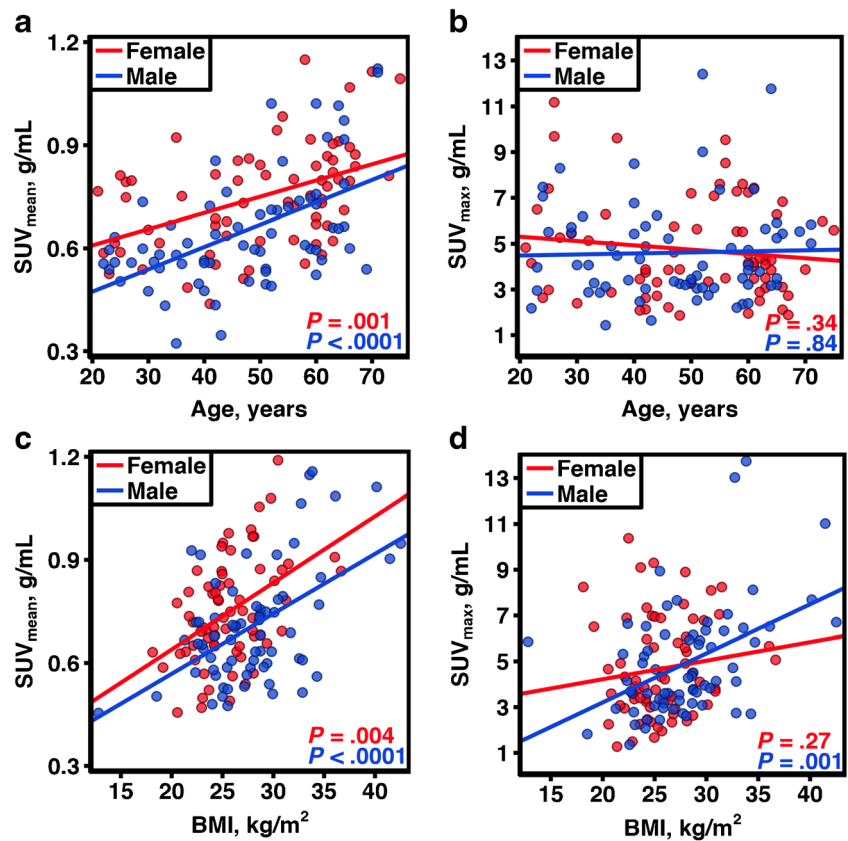 a
1.2
0.9
0.6
0.3
SUVmean, g/mL
Female
Male
P = .001
P < .0001
20 30 40 50 60 70
Age, years
b
13
11
9
7
5
3
1
SUVmax, g/mL
Female
Male
P = .34
P = .84
20 30 40 50 60 70
Age, years
c
1.2
0.9
0.6
0.3
SUVmean, g/mL
Female
Male
P = .004
P < .0001
15 20 25 30 35 40
BMI, kg/m²
d
13
11
9
7
5
3
1
SUVmax, g/mL
Female
Male
P = .27
P = .001
15 20 25 30 35 40
BMI, kg/m²